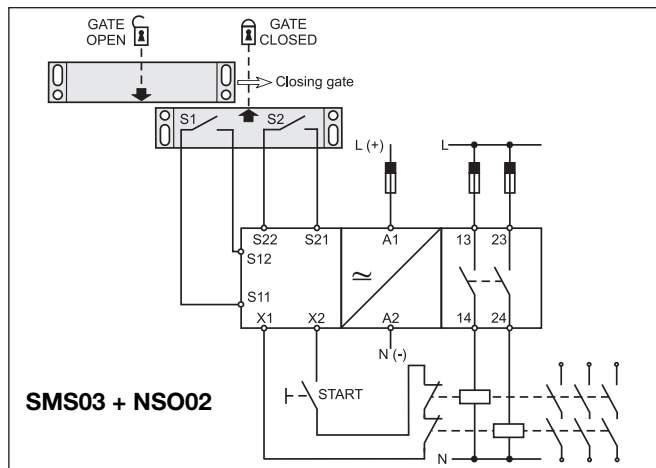 GATE
OPEN
GATE
CLOSED
Closing gate
S1
S2
L (+)
L
S22
S21
A1
13
23
S12
≃
S11
X1
X2
A2
14
24
N (-)
START
SMS03 + NSO02
N